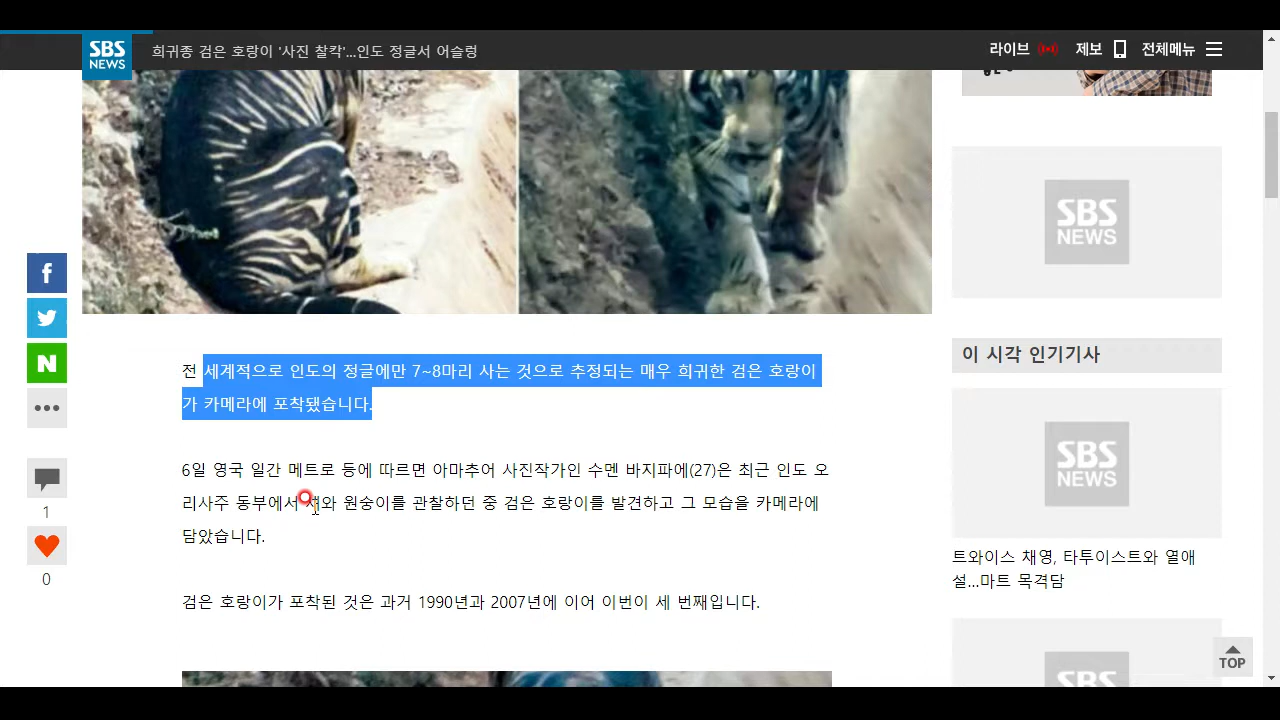 SBS
NEWS
희귀종 검은 호랑이 '사진 찰칵'…인도 정글서 어슬렁
라이브
제보
전체메뉴
f
N
1
0
전 세계적으로 인도의 정글에만 7~8마리 사는 것으로 추정되는 매우 희귀한 검은 호랑이
가 카메라에 포착됐습니다.
6일 영국 일간 메트로 등에 따르면 아마추어 사진작가인 수멘 바지파에(27)은 최근 인도 오
리사주 동부에서 새와 원숭이를 관찰하던 중 검은 호랑이를 발견하고 그 모습을 카메라에
담았습니다.
검은 호랑이가 포착된 것은 과거 1990년과 2007년에 이어 이번이 세 번째입니다.
SBS
NEWS
이 시각 인기기사
SBS
NEWS
트와이스 채영, 타투이스트와 열애
설…마트 목격담
SBS
TOP